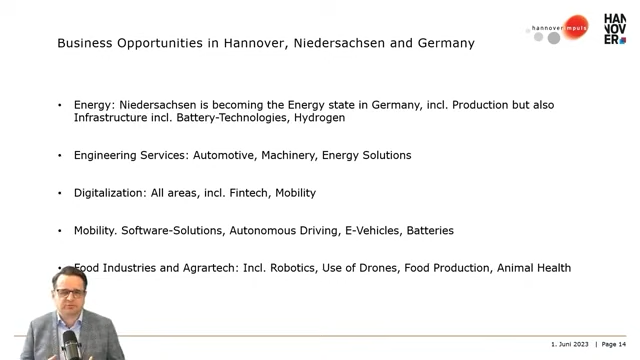 hannoverimpuls
HAN
NOV
ER
Business Opportunities in Hannover, Niedersachsen and Germany
• Energy: Niedersachsen is becoming the Energy state in Germany, incl. Production but also
Infrastructure incl. Battery-Technologies, Hydrogen
• Engineering Services: Automotive, Machinery, Energy Solutions
• Digitalization: All areas, incl. Fintech, Mobility
• Mobility. Software-Solutions, Autonomous Driving, E-Vehicles, Batteries
• Food Industries and Agrartech: Incl. Robotics, Use of Drones, Food Production, Animal Health
1. Juni 2023 | Page 14